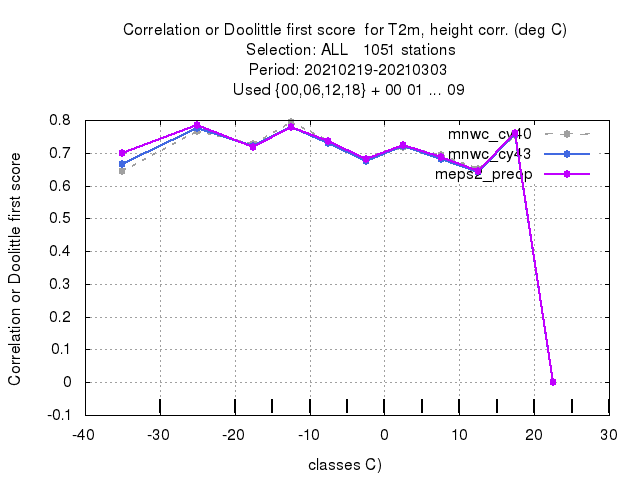 Correlation or Doolittle first score  for T2m, height corr. (deg C)
Selection: ALL   1051 stations
Period: 20210219-20210303
Used {00,06,12,18} + 00 01 ... 09
mnwc_cy40
mnwc_cy43
meps2_preop
Correlation or Doolittle first score
0.8
0.7
0.6
0.5
0.4
0.3
0.2
0.1
0
-0.1
-40 -30 -20 -10 0 10 20 30
classes C)